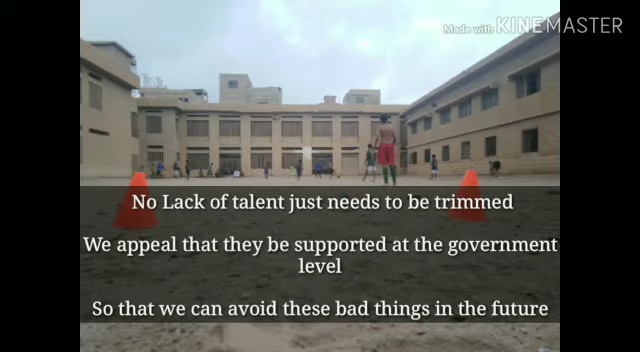 Made with KINEMASTER
No Lack of talent just needs to be trimmed
We appeal that they be supported at the government
level
So that we can avoid these bad things in the future